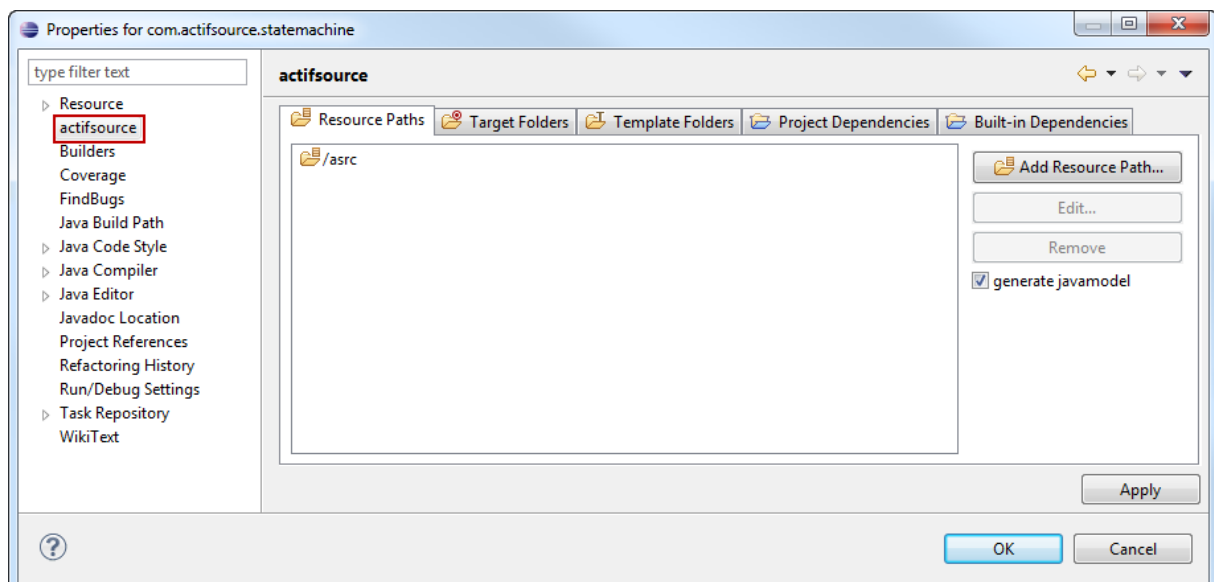 Properties for com.actifsource.statemachine
type filter text
actifsource
Resource
actifsource
Builders
Coverage
FindBugs
Java Build Path
Java Code Style
Java Compiler
Java Editor
Javadoc Location
Project References
Refactoring History
Run/Debug Settings
Task Repository
WikiText
Resource Paths
Target Folders
Template Folders
Project Dependencies
Built-in Dependencies
/asrc
Add Resource Path...
Edit...
Remove
generate javamodel
Apply
OK
Cancel